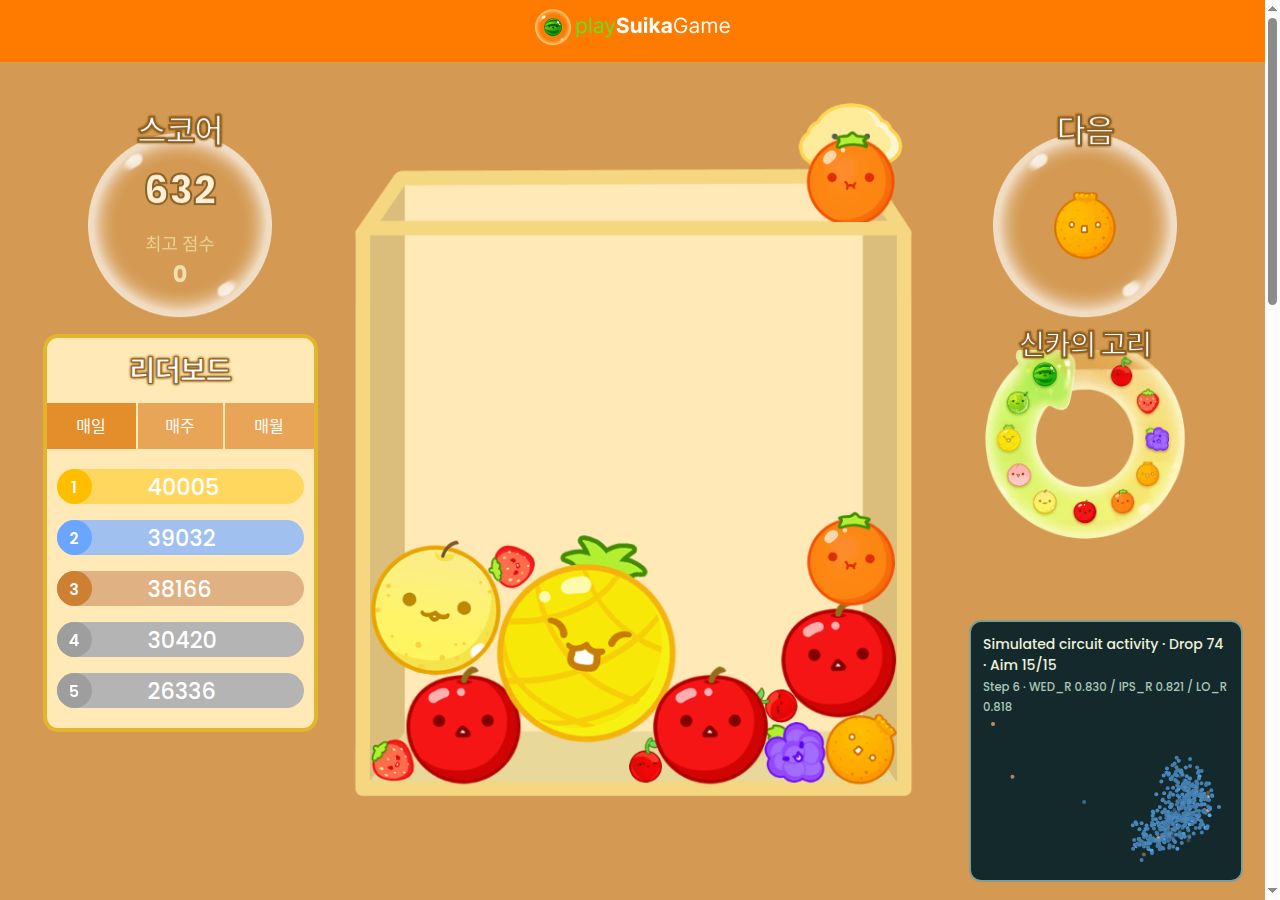 playSuikaGame
스코어
632
최고 점수
0
리더보드
매일 매주 매월
1 40005
2 39032
3 38166
4 30420
5 26336
다음
신카의 고리
Simulated circuit activity · Drop 74
· Aim 15/15
Step 6 · WED_R 0.830 / IPS_R 0.821 / LO_R
0.818